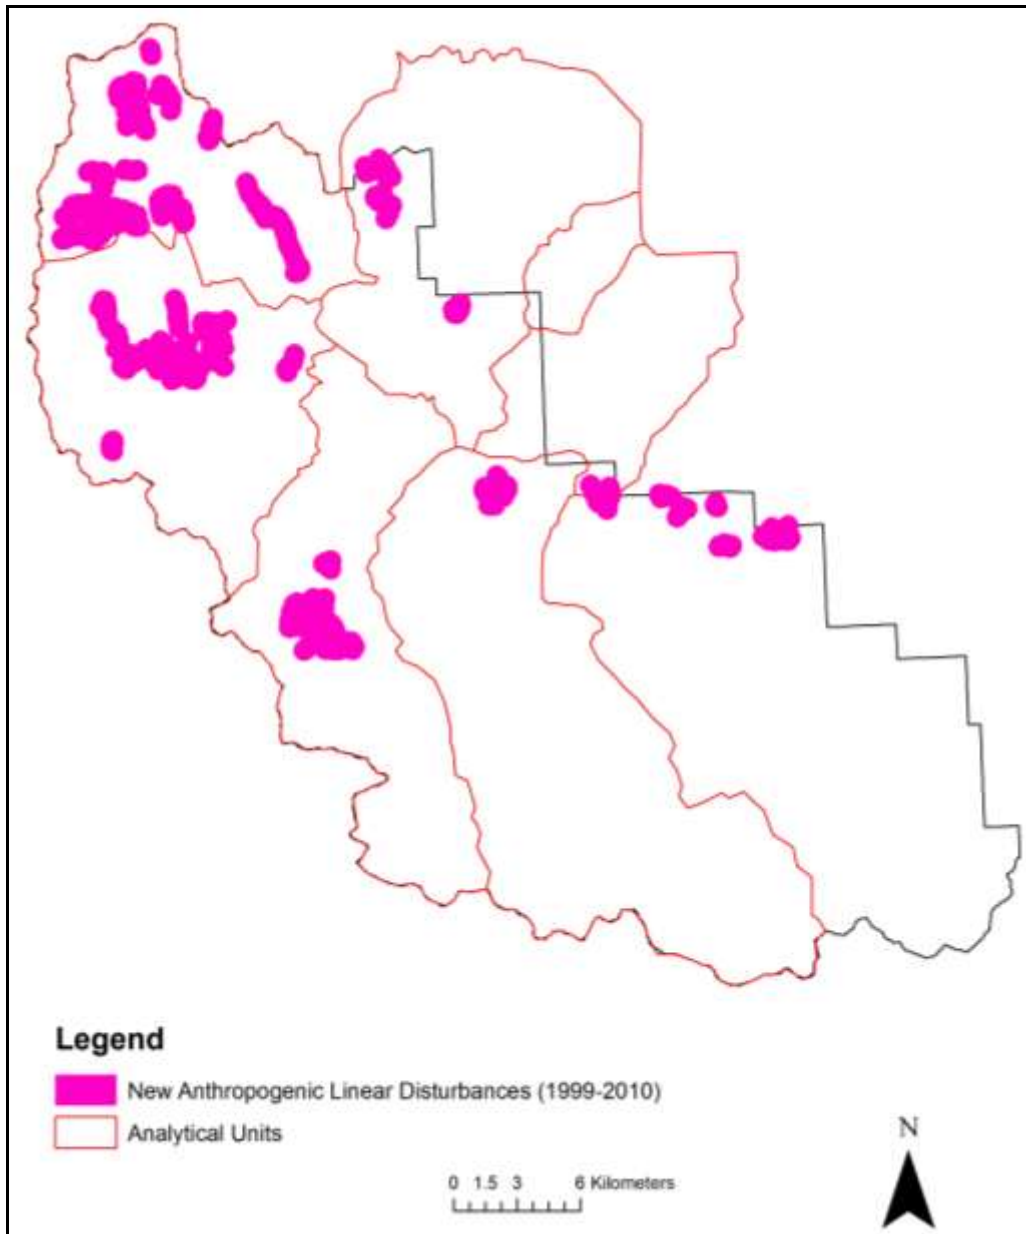 Legend
New Anthropogenic Linear Disturbances (1999-2010)
Analytical Units
0 1.5 3 6 Kilometers
N